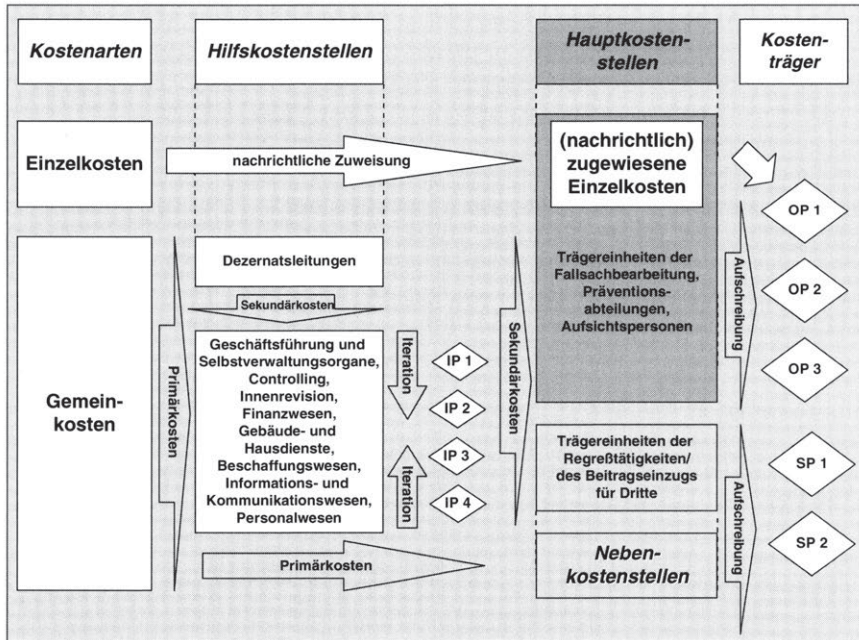 Kostenarten
Hilfskostenstellen
Hauptkosten-
stellen
Kosten-
träger
Einzelkosten
nachrichtliche Zuweisung
(nachrichtlich)
zugewiesene
Einzelkosten
Gemein-
kosten
Primärkosten
Dezernatsleitungen
Sekundärkosten
Geschäftsführung und
Selbstverwaltungsorgane,
Controlling,
Innenrevision,
Finanzwesen,
Gebäude- und
Hausdienste,
Beschaffungswesen,
Informations- und
Kommunikationswesen,
Personalwesen
Iteration
Iteration
IP 1
IP 2
IP 3
IP 4
Sekundärkosten
Trägereinheiten der
Fallsachbearbeitung,
Präventions-
abteilungen,
Aufsichtspersonen
Aufschreibung
OP 1
OP 2
OP 3
Trägereinheiten der
Regreßtätigkeiten/
des Beitragseinzugs
für Dritte
Aufschreibung
SP 1
SP 2
Primärkosten
Neben-
kostenstellen